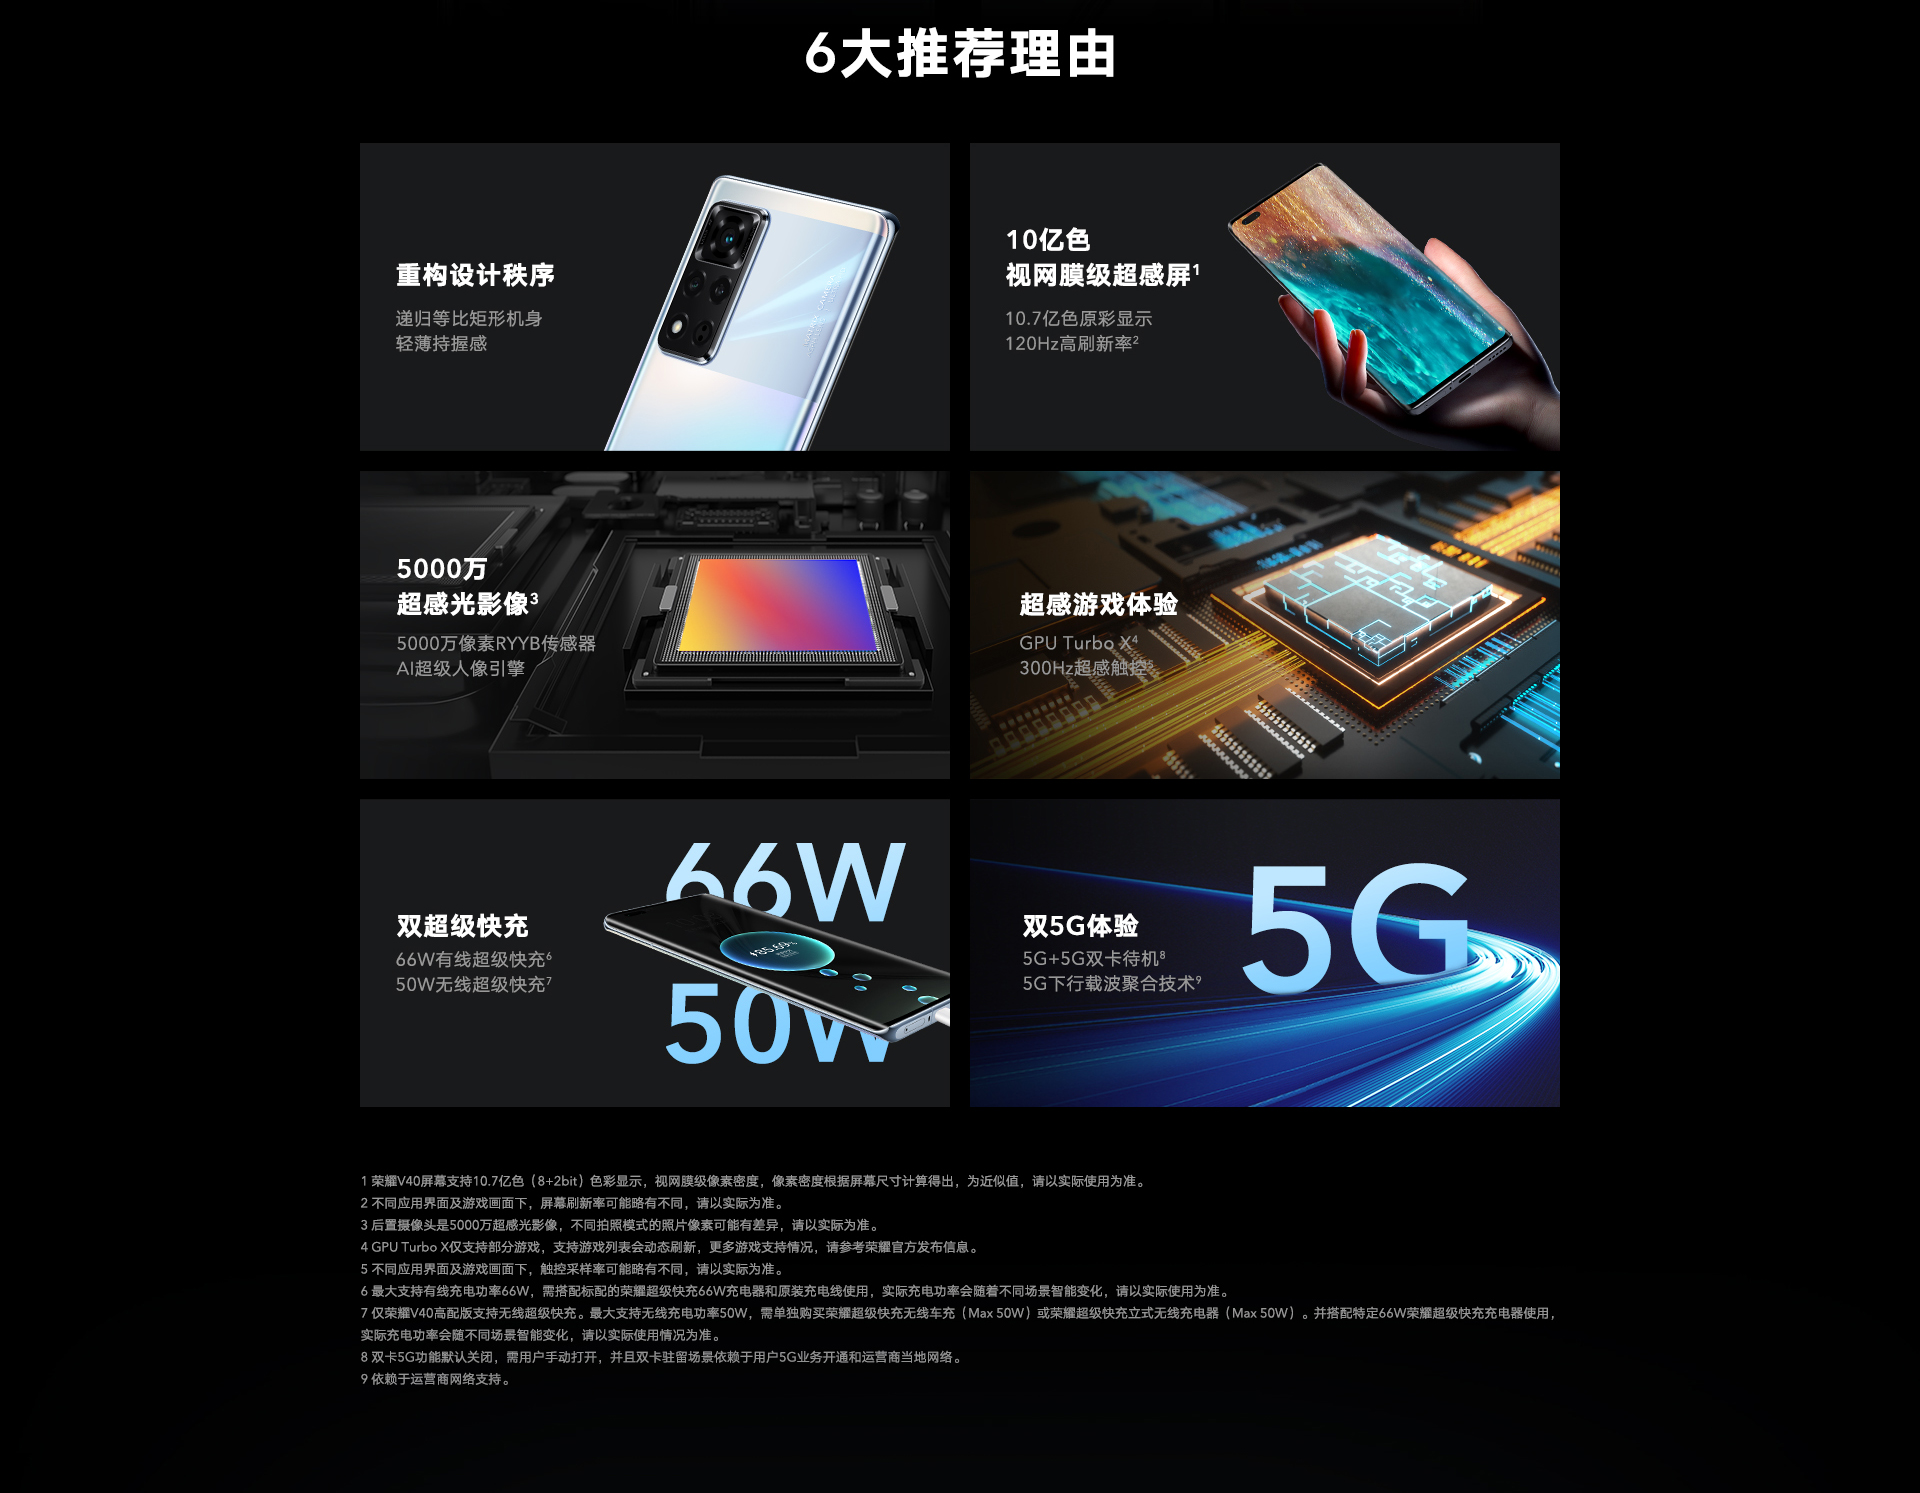 6大推荐理由
重构设计秩序
递归等比矩形机身
轻薄持握感
10亿色
视网膜级超感屏1
10.7亿色原彩显示
120Hz高刷新率2
5000万
超感光影像3
5000万像素RYYB传感器
AI超级人像引擎
超感游戏体验
GPU Turbo X4
300Hz超感触控5
双超级快充
66W有线超级快充6
50W无线超级快充7
66W
50W
双5G体验
5G+5G双卡待机8
5G下行载波聚合技术9
5G
1 荣耀V40屏幕支持10.7亿色（8+2bit）色彩显示，视网膜级像素密度，像素密度根据屏幕尺寸计算得出，为近似值，请以实际使用为准。
2 不同应用界面及游戏画面下，屏幕刷新率可能略有不同，请以实际为准。
3 后置摄像头是5000万超感光影像，不同拍照模式的照片像素可能有差异，请以实际为准。
4 GPU Turbo X仅支持部分游戏，支持游戏列表会动态刷新，更多游戏支持情况，请参考荣耀官方发布信息。
5 不同应用界面及游戏画面下，触控采样率可能略有不同，请以实际为准。
6 最大支持有线充电功率66W，需搭配标配的荣耀超级快充66W充电器和原装充电线使用，实际充电功率会随着不同场景智能变化，请以实际使用为准。
7 仅荣耀V40高配版支持无线超级快充。最大支持无线充电功率50W，需单独购买荣耀超级快充无线车充（Max 50W）或荣耀超级快充立式无线充电器（Max 50W）。并搭配特定66W荣耀超级快充充电器使用，
实际充电功率会随不同场景智能变化，请以实际使用情况为准。
8 双卡5G功能默认关闭，需用户手动打开，并且双卡驻留场景依赖于用户5G业务开通和运营商当地网络。
9 依赖于运营商网络支持。